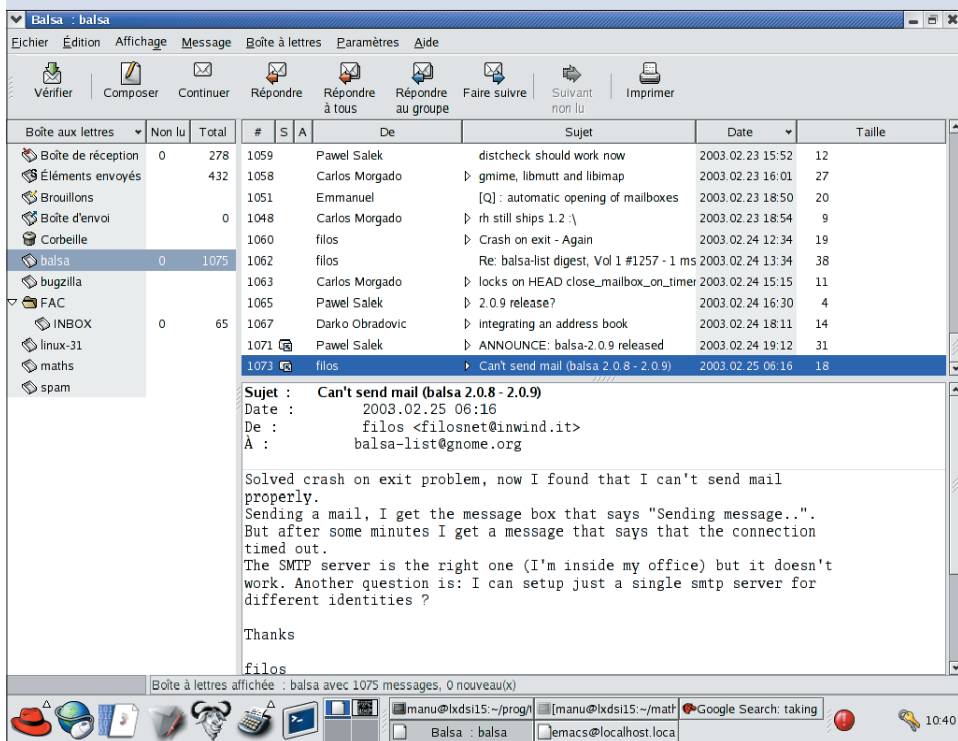 Balsa : balsa
Fichier Édition Affichage Message Boîte à lettres Paramètres Aide
Vérifier Composer Continuer Répondre Répondre à tous Répondre au groupe Faire suivre Suivant non lu Imprimer
Boîte aux lettres Non lu Total
Boîte de réception 0 278
Éléments envoyés 432
Brouillons
Boîte d'envoi 0
Corbeille
balsa 0 1075
bugzilla
FAC
INBOX 0 65
linux-31
maths
spam
# S A De Sujet Date Taille
1059 Pawel Salek distcheck should work now 2003.02.23 15:52 12
1058 Carlos Morgado gmime, libmutt and libimap 2003.02.23 16:01 27
1051 Emmanuel [Q] : automatic opening of mailboxes 2003.02.23 18:50 20
1048 Carlos Morgado rh still ships 1.2 :\ 2003.02.23 18:54 9
1060 filos Crash on exit - Again 2003.02.24 12:34 19
1062 filos Re: balsa-list digest, Vol 1 #1257 - 1 ms 2003.02.24 13:34 38
1063 Carlos Morgado locks on HEAD close_mailbox_on_timer 2003.02.24 15:15 11
1065 Pawel Salek 2.0.9 release? 2003.02.24 16:30 4
1067 Darko Obradovic integrating an address book 2003.02.24 18:11 14
1071 Pawel Salek ANNOUNCE: balsa-2.0.9 released 2003.02.24 19:12 31
1073 filos Can't send mail (balsa 2.0.8 - 2.0.9) 2003.02.25 06:16 18
Sujet : Can't send mail (balsa 2.0.8 - 2.0.9)
Date : 2003.02.25 06:16
De : filos <filosnet@inwind.it>
À : balsa-list@gnome.org
Solved crash on exit problem, now I found that I can't send mail
properly.
Sending a mail, I get the message box that says "Sending message..".
But after some minutes I get a message that says that the connection
timed out.
The SMTP server is the right one (I'm inside my office) but it doesn't
work. Another question is: I can setup just a single smtp server for
different identities ?
Thanks
filos
Boîte à lettres affichée : balsa avec 1075 messages, 0 nouveau(x)
manu@lxdsi15:~/prog/ [manu@lxdsi15:~/math Google Search: taking
Balsa : balsa emacs@localhost.loca
10:40